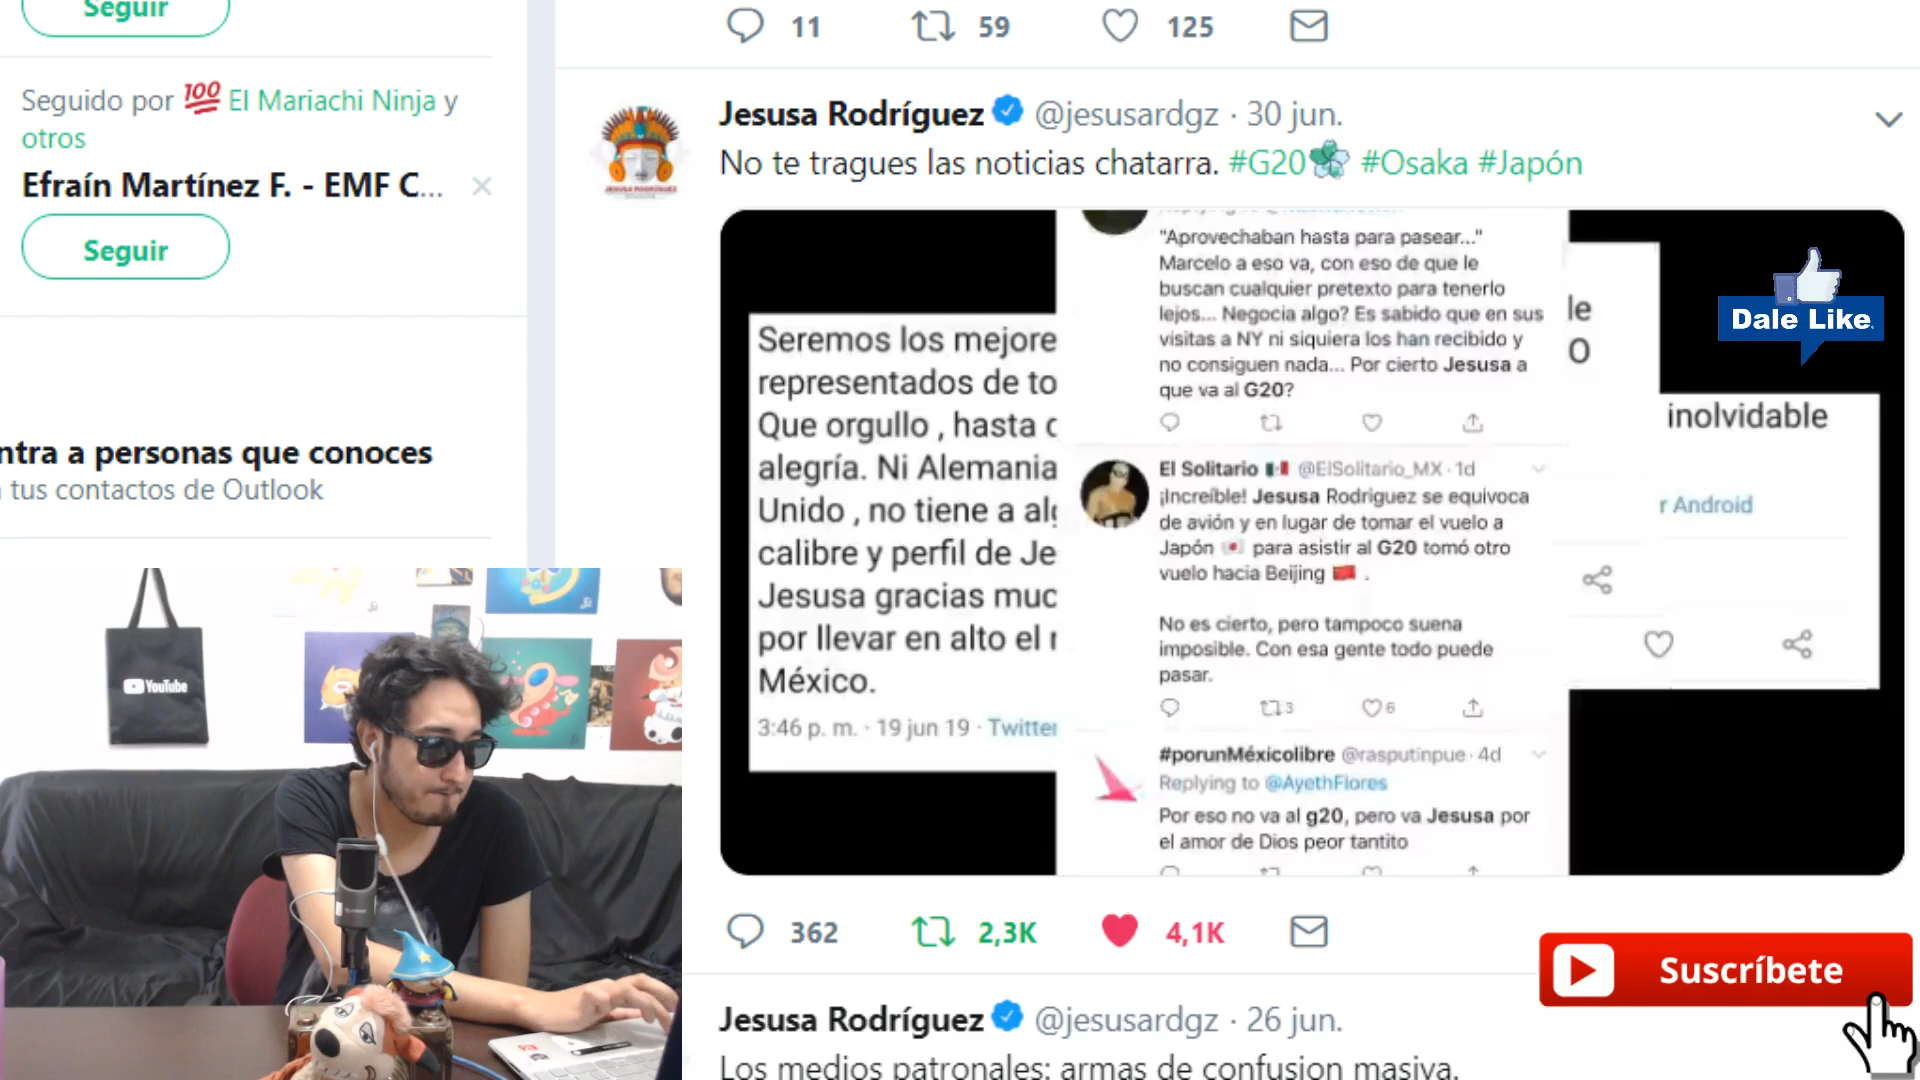 Seguir
Seguido por 💯 El Mariachi Ninja y
otros
Efraín Martínez F. - EMF C...
Seguir
ntra a personas que conoces
tus contactos de Outlook
11 59 125
Jesusa Rodríguez @jesusardgz · 30 jun.
No te tragues las noticias chatarra. #G20 #Osaka #Japón
Seremos los mejore
representados de to
Que orgullo , hasta
alegría. Ni Alemania
Unido , no tiene a
calibre y perfil de Je
Jesusa gracias muc
por llevar en alto el
México.
3:46 p. m. · 19 jun 19 · Twitter
"Aprovechaban hasta para pasear..."
Marcelo a eso va, con eso de que le
buscan cualquier pretexto para tenerlo
lejos... Negocia algo? Es sabido que en sus
visitas a NY ni siquiera los han recibido y
no consiguen nada... Por cierto Jesusa a
que va al G20?
El Solitario 🇲🇽 @ElSolitario_MX · 1d
¡Increíble! Jesusa Rodriguez se equivoca
de avión y en lugar de tomar el vuelo a
Japón 🇯🇵 para asistir al G20 tomó otro
vuelo hacia Beijing 🇨🇳 .
No es cierto, pero tampoco suena
imposible. Con esa gente todo puede
pasar.
3 6
#porunMéxicolibre @rasputinpue · 4d
Replying to @AyethFlores
Por eso no va al g20, pero va Jesusa por
el amor de Dios peor tantito
le
O
inolvidable
r Android
Dale Like
362 2,3K 4,1K
Jesusa Rodríguez @jesusardgz · 26 jun.
Los medios patronales: armas de confusion masiva.
Suscríbete
YouTube